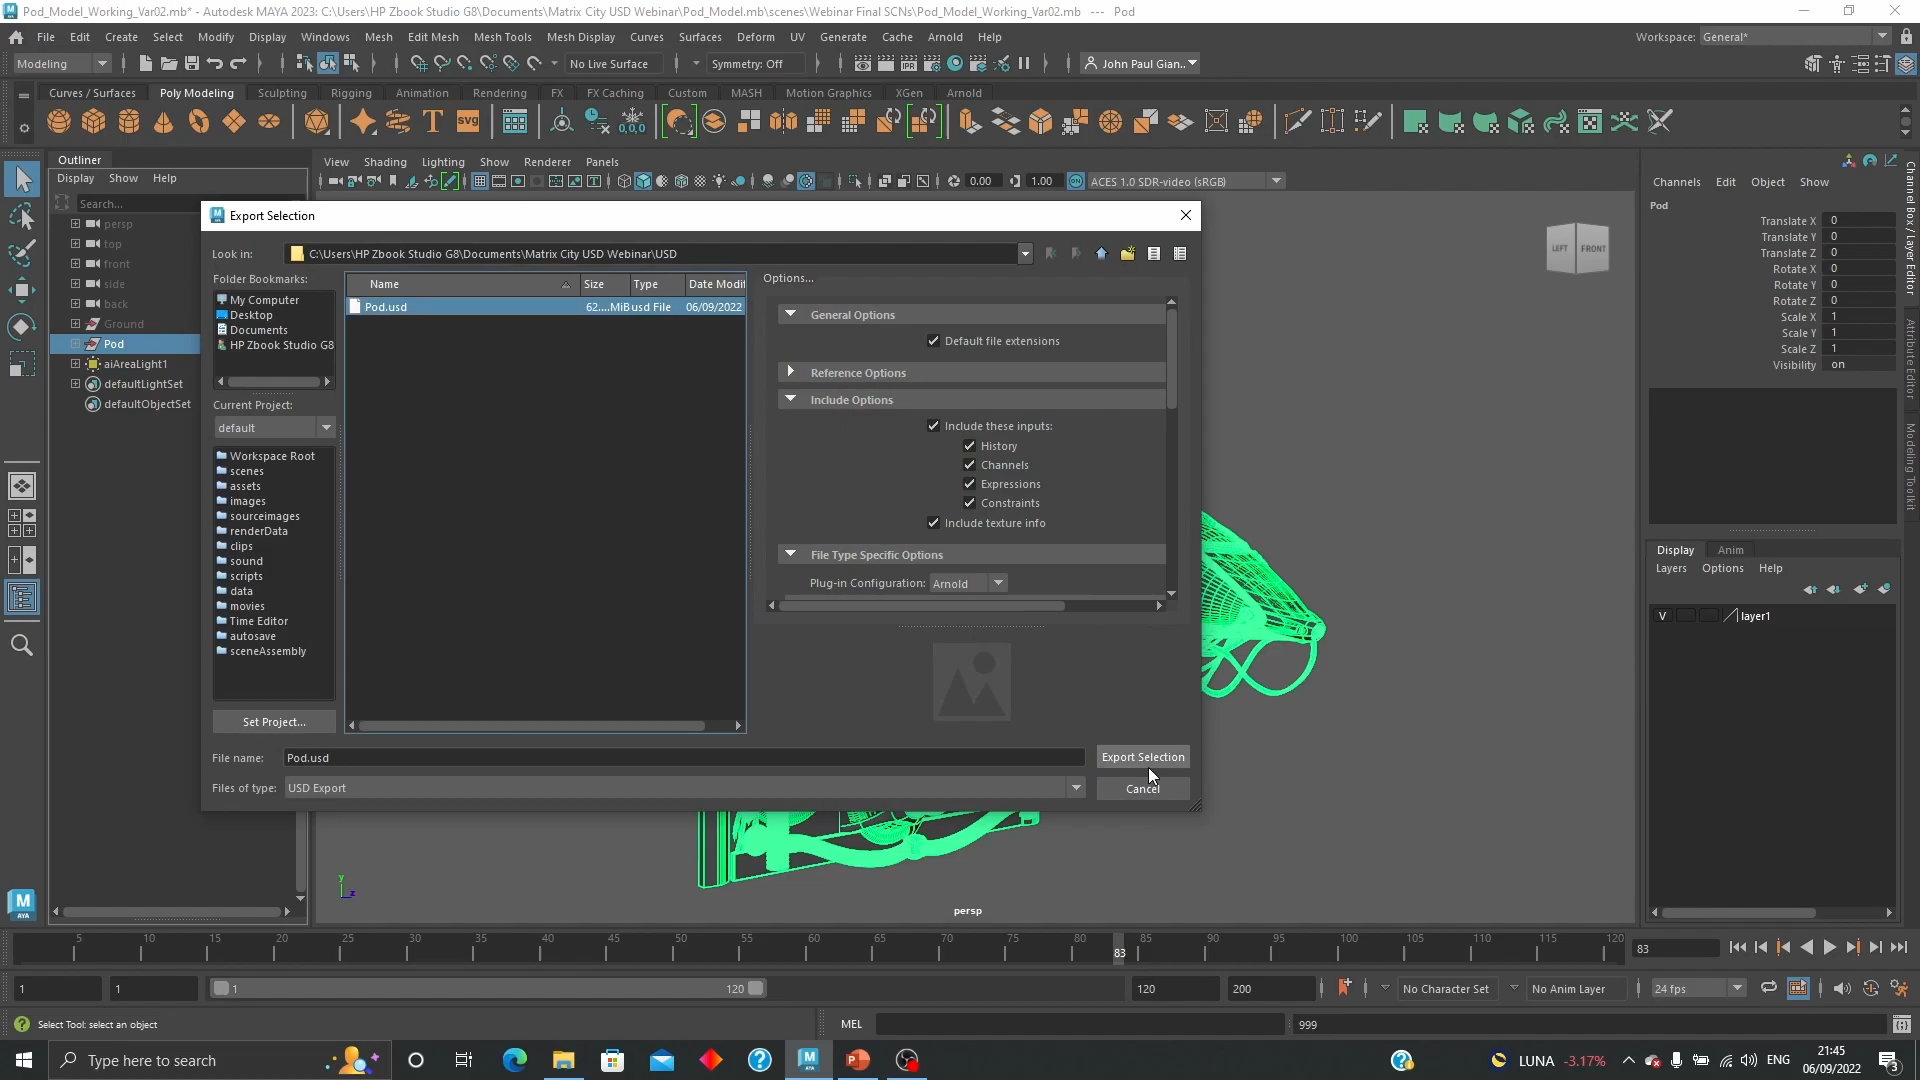 Pod_Model_Working_Var02.mb* - Autodesk MAYA 2023: C:\Users\HP Zbook Studio G8\Documents\Matrix City USD Webinar\Pod_Model.mb\scenes\Webinar Final SCNs\Pod_Model_Working_Var02.mb --- Pod
File Edit Create Select Modify Display Windows Mesh Edit Mesh Mesh Tools Mesh Display Curves Surfaces Deform UV Generate Cache Arnold Help Workspace: General*
Modeling No Live Surface Symmetry: Off John Paul Gian..
Curves / Surfaces Poly Modeling Sculpting Rigging Animation Rendering FX FX Caching Custom MASH Motion Graphics XGen Arnold
T SVG 0,0,0
Outliner
Display Show Help
Search...
persp
top
front
side
back
Ground
Pod
aiAreaLight1
defaultLightSet
defaultObjectSet
View Shading Lighting Show Renderer Panels
0.00 1.00 ACES 1.0 SDR-video (sRGB)
Export Selection
Look in: C:\Users\HP Zbook Studio G8\Documents\Matrix City USD Webinar\USD
Folder Bookmarks:
My Computer
Desktop
Documents
HP Zbook Studio G8
Current Project:
default
Workspace Root
scenes
assets
images
sourceimages
renderData
clips
sound
scripts
data
movies
Time Editor
autosave
sceneAssembly
Set Project...
Name Size Type Date Modif
Pod.usd 62....MiB usd File 06/09/2022
Options...
General Options
Default file extensions
Reference Options
Include Options
Include these inputs:
History
Channels
Expressions
Constraints
Include texture info
File Type Specific Options
Plug-in Configuration: Arnold
File name: Pod.usd Export Selection
Files of type: USD Export Cancel
LEFT FRONT
y
z
persp
Channels Edit Object Show
Pod
Translate X 0
Translate Y 0
Translate Z 0
Rotate X 0
Rotate Y 0
Rotate Z 0
Scale X 1
Scale Y 1
Scale Z 1
Visibility on
Channel Box / Layer Editor
Attribute Editor
Modeling Toolkit
Display Anim
Layers Options Help
V layer1
M
AYA
5 10 15 20 25 30 35 40 45 50 55 60 65 70 75 80 85 90 95 100 105 110 115 120
83 83
1 1 1 120 120 200 No Character Set No Anim Layer 24 fps
Select Tool: select an object MEL 999
Type here to search LUNA -3.17% ENG 21:45
06/09/2022 3